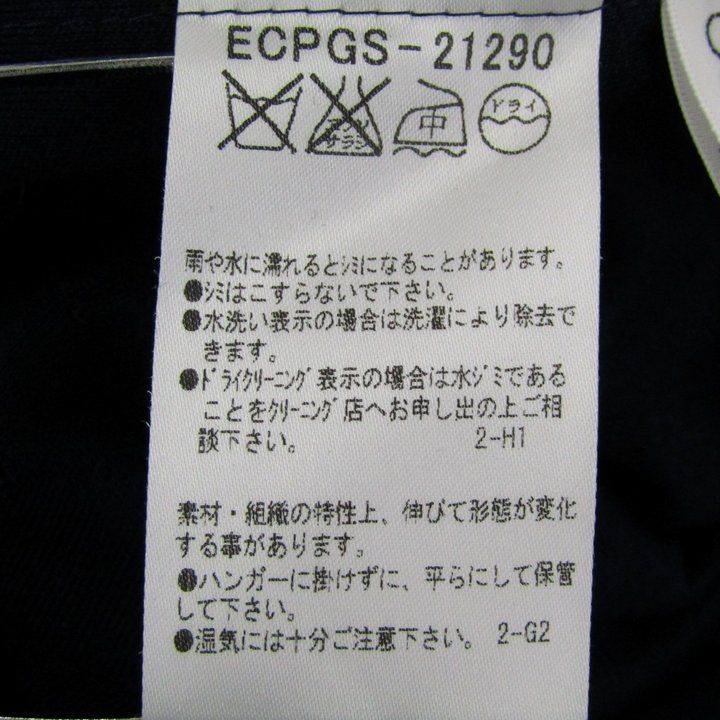 ECPGS-21290
エンソ
サラシ
中
ドライ
雨や水に濡れるとｼﾐになることがあります。
●ｼﾐはこすらないで下さい。
●水洗い表示の場合は洗濯により除去で
きます。
●ﾄﾞﾗｲｸﾘｰﾆﾝｸﾞ表示の場合は水ｼﾞﾐである
ことをｸﾘｰﾆﾝｸﾞ店へお申し出の上ご相
談下さい。 2-H1
素材・組織の特性上、伸びて形態が変化
する事があります。
●ハンガーに掛けずに、平らにして保管
して下さい。
●湿気には十分ご注意下さい。 2-G2